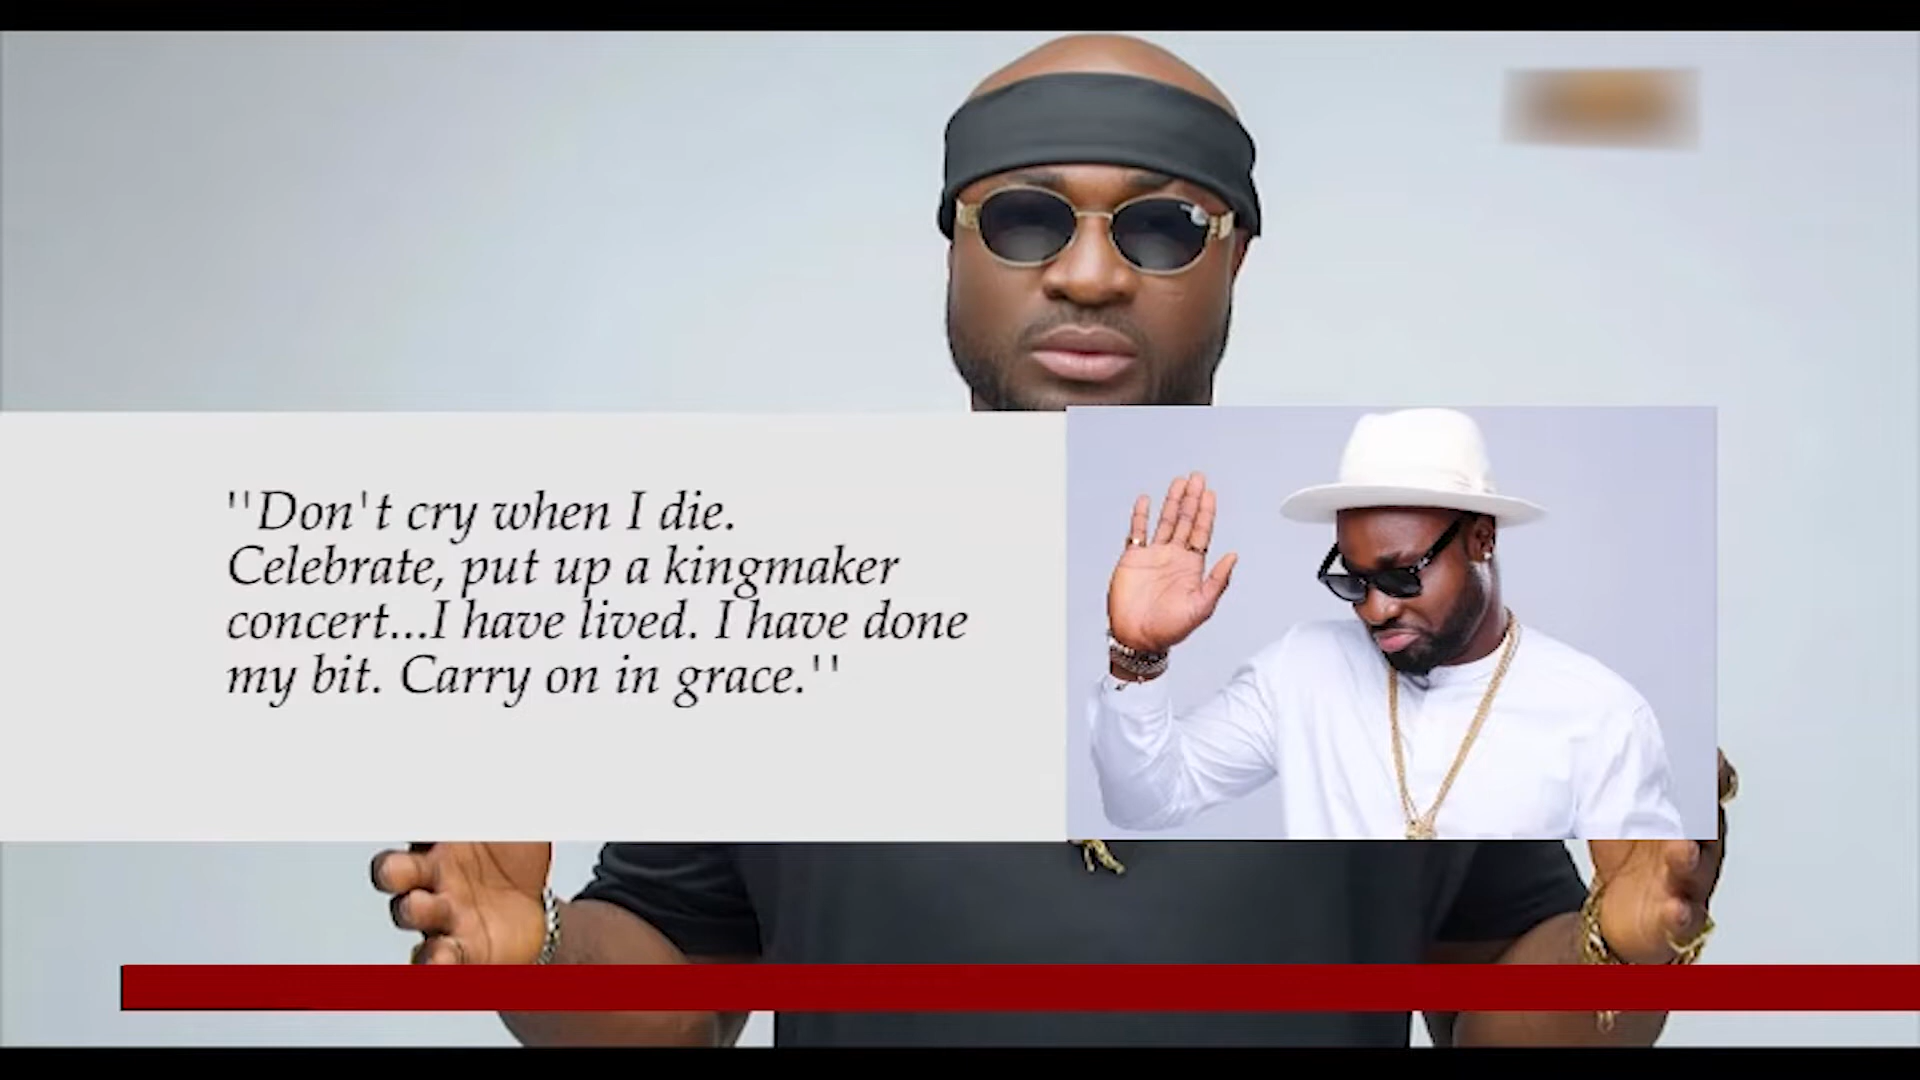 "Don't cry when I die.
Celebrate, put up a kingmaker
concert...I have lived. I have done
my bit. Carry on in grace."